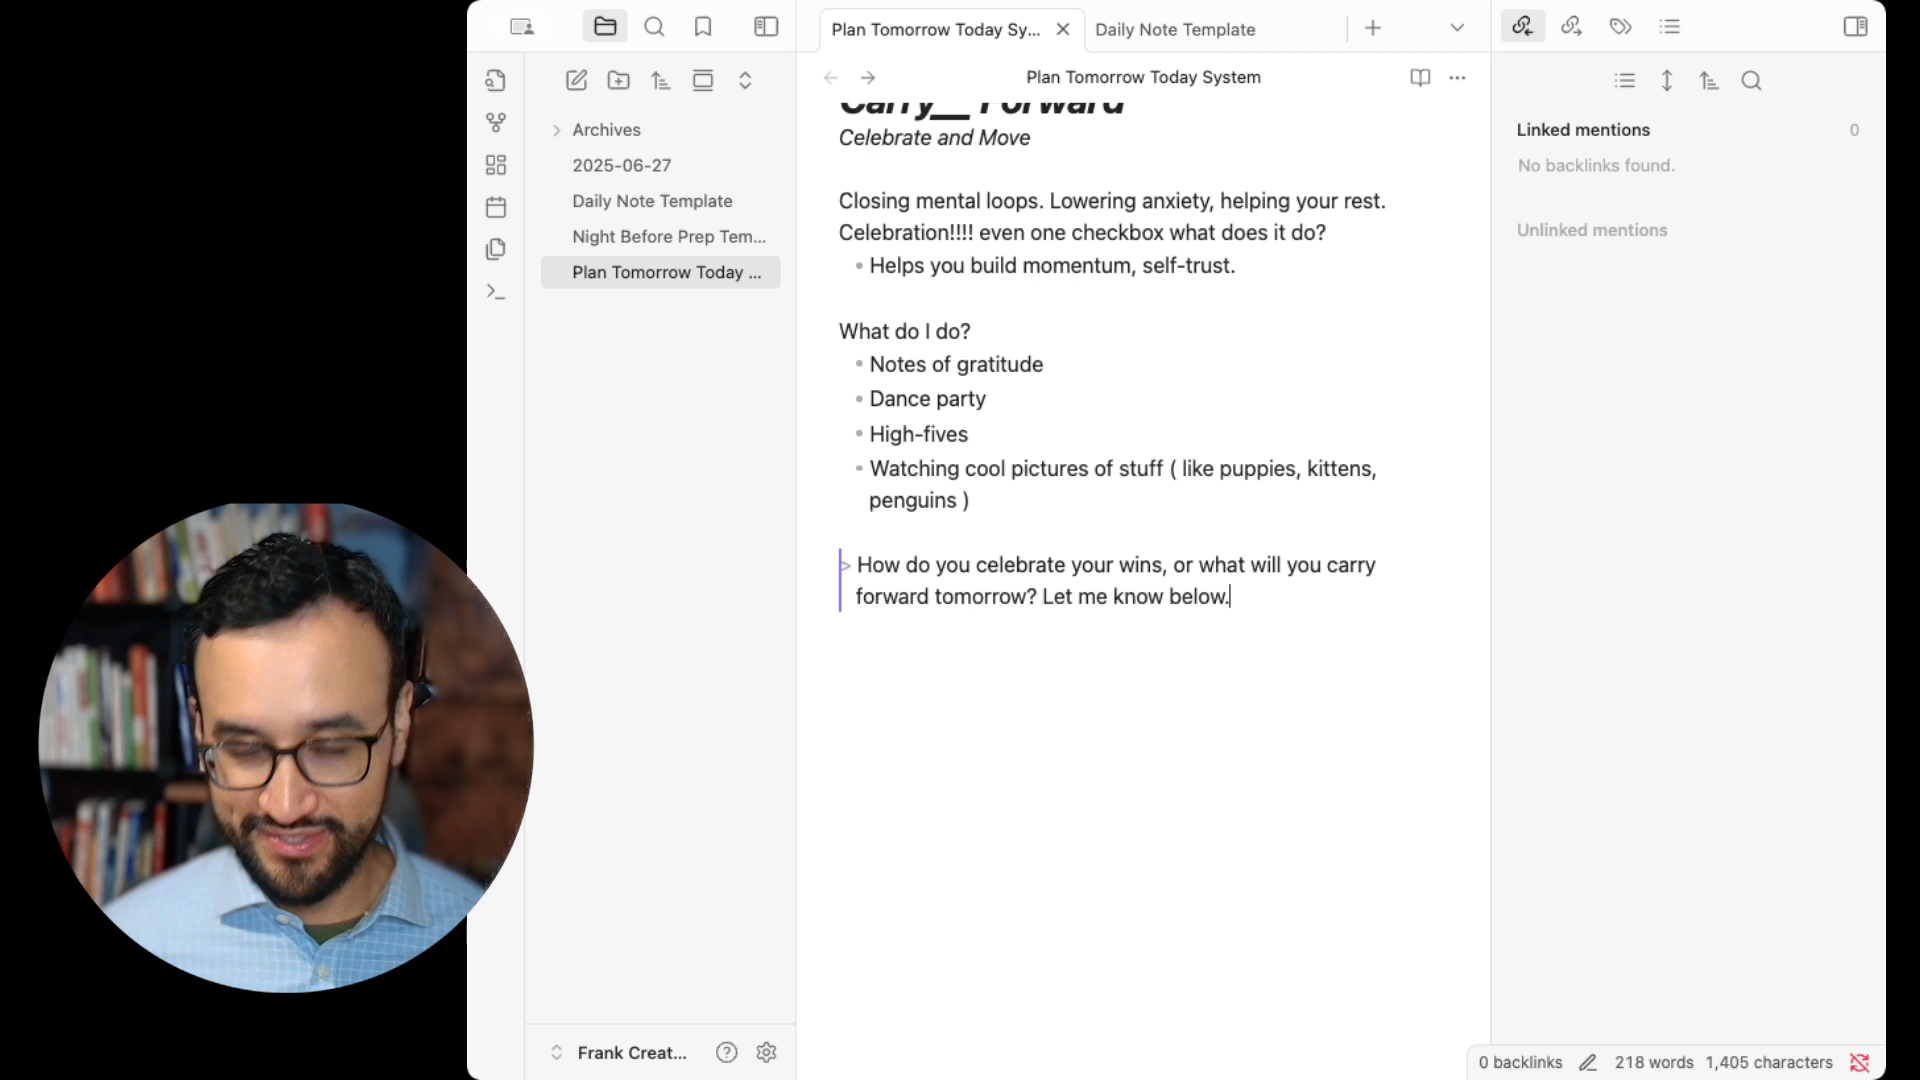 Plan Tomorrow Today Sy...
Daily Note Template
Plan Tomorrow Today System
Archives
2025-06-27
Daily Note Template
Night Before Prep Tem...
Plan Tomorrow Today ...
Frank Creat...
Carry__ Forward
Celebrate and Move
Closing mental loops. Lowering anxiety, helping your rest.
Celebration!!!! even one checkbox what does it do?
• Helps you build momentum, self-trust.
What do I do?
• Notes of gratitude
• Dance party
• High-fives
• Watching cool pictures of stuff ( like puppies, kittens,
penguins )
> How do you celebrate your wins, or what will you carry
forward tomorrow? Let me know below.
Linked mentions 0
No backlinks found.
Unlinked mentions
0 backlinks 218 words 1,405 characters